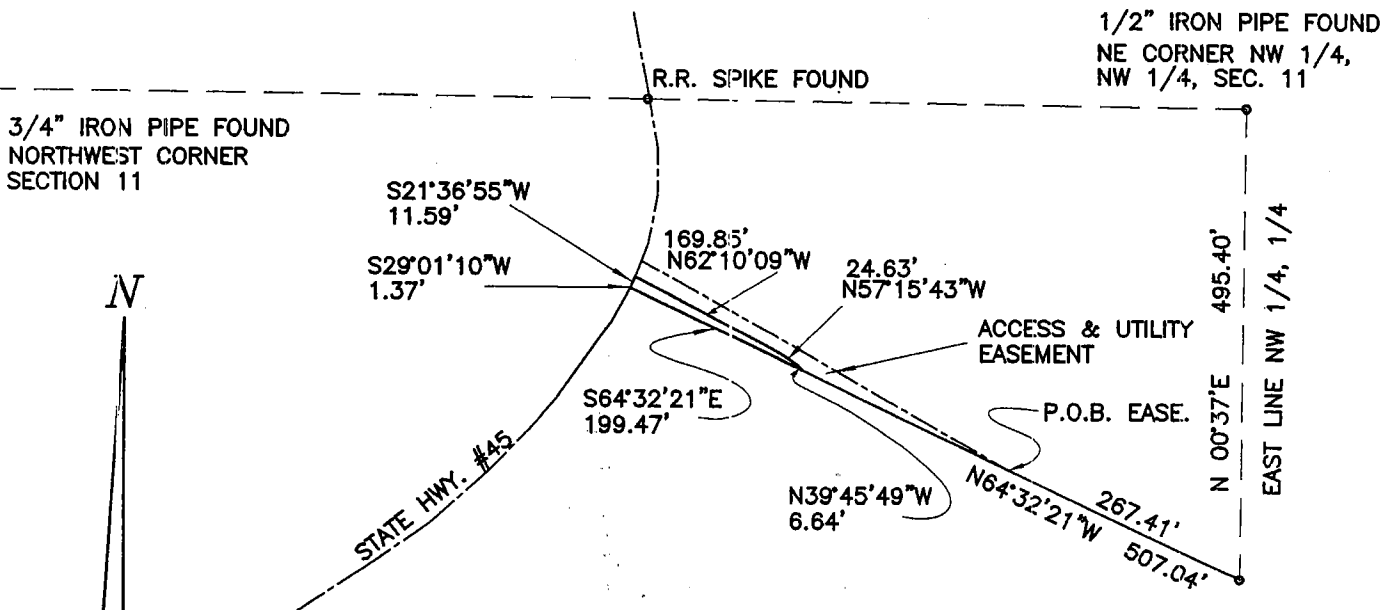 1/2" IRON PIPE FOUND
NE CORNER NW 1/4,
NW 1/4, SEC. 11
R.R. SPIKE FOUND
3/4" IRON PIPE FOUND
NORTHWEST CORNER
SECTION 11
S21°36'55"W
11.59'
S29°01'10"W
1.37'
169.85'
N62°10'09"W
24.63'
N57°15'43"W
ACCESS & UTILITY
EASEMENT
N
S64°32'21"E
199.47'
P.O.B. EASE.
N39°45'49"W
6.64'
N64°32'21"W
267.41'
507.04'
N 00°37'E 495.40'
EAST LINE NW 1/4, 1/4
STATE HWY. #45